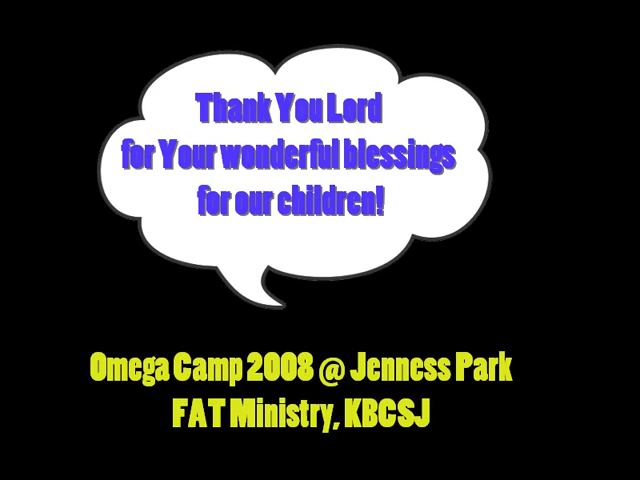 Thank You Lord
for Your wonderful blessings
for our children!
Omega Camp 2008 @ Jenness Park
FAT Ministry, KBCSJ